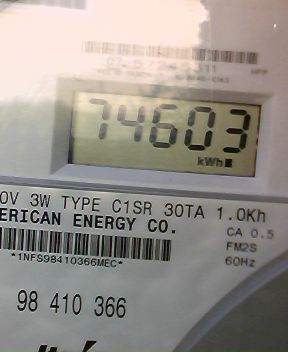 74603
kWh
0V 3W TYPE C1SR 30TA 1.0Kh
ERICAN ENERGY CO.
CA 0.5
FM2S
*1NFS98410366MEC*
60Hz
98 410 366